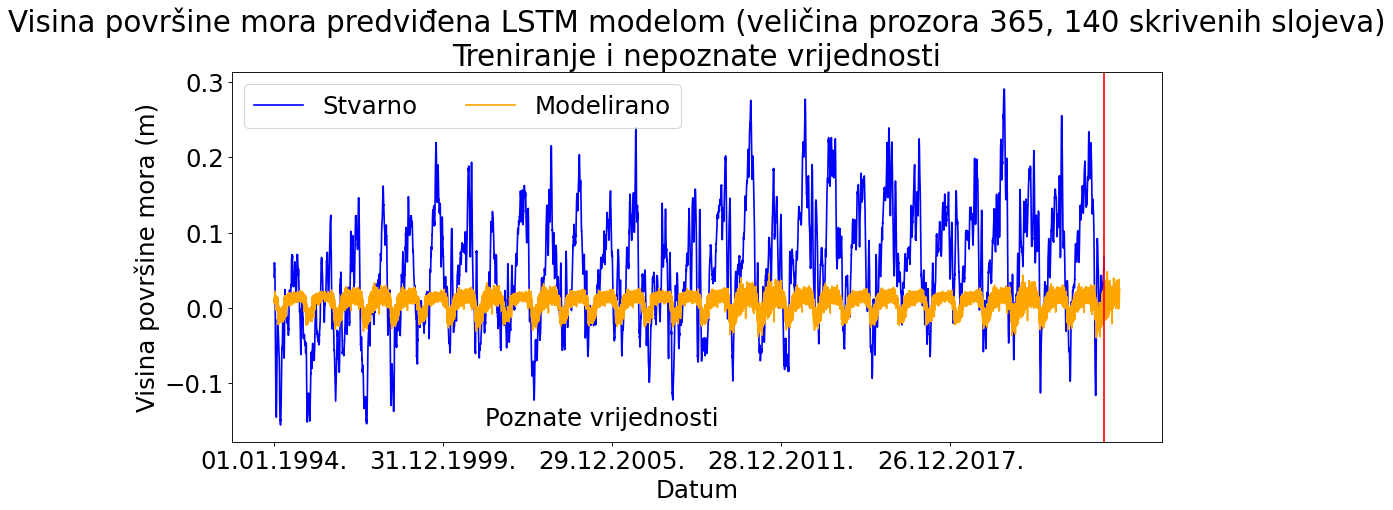 Visina površine mora predviđena LSTM modelom (veličina prozora 365, 140 skrivenih slojeva)
Treniranje i nepoznate vrijednosti
Stvarno Modelirano
Visina površine mora (m)
0.3
0.2
0.1
0.0
−0.1
Poznate vrijednosti
01.01.1994. 31.12.1999. 29.12.2005. 28.12.2011. 26.12.2017.
Datum